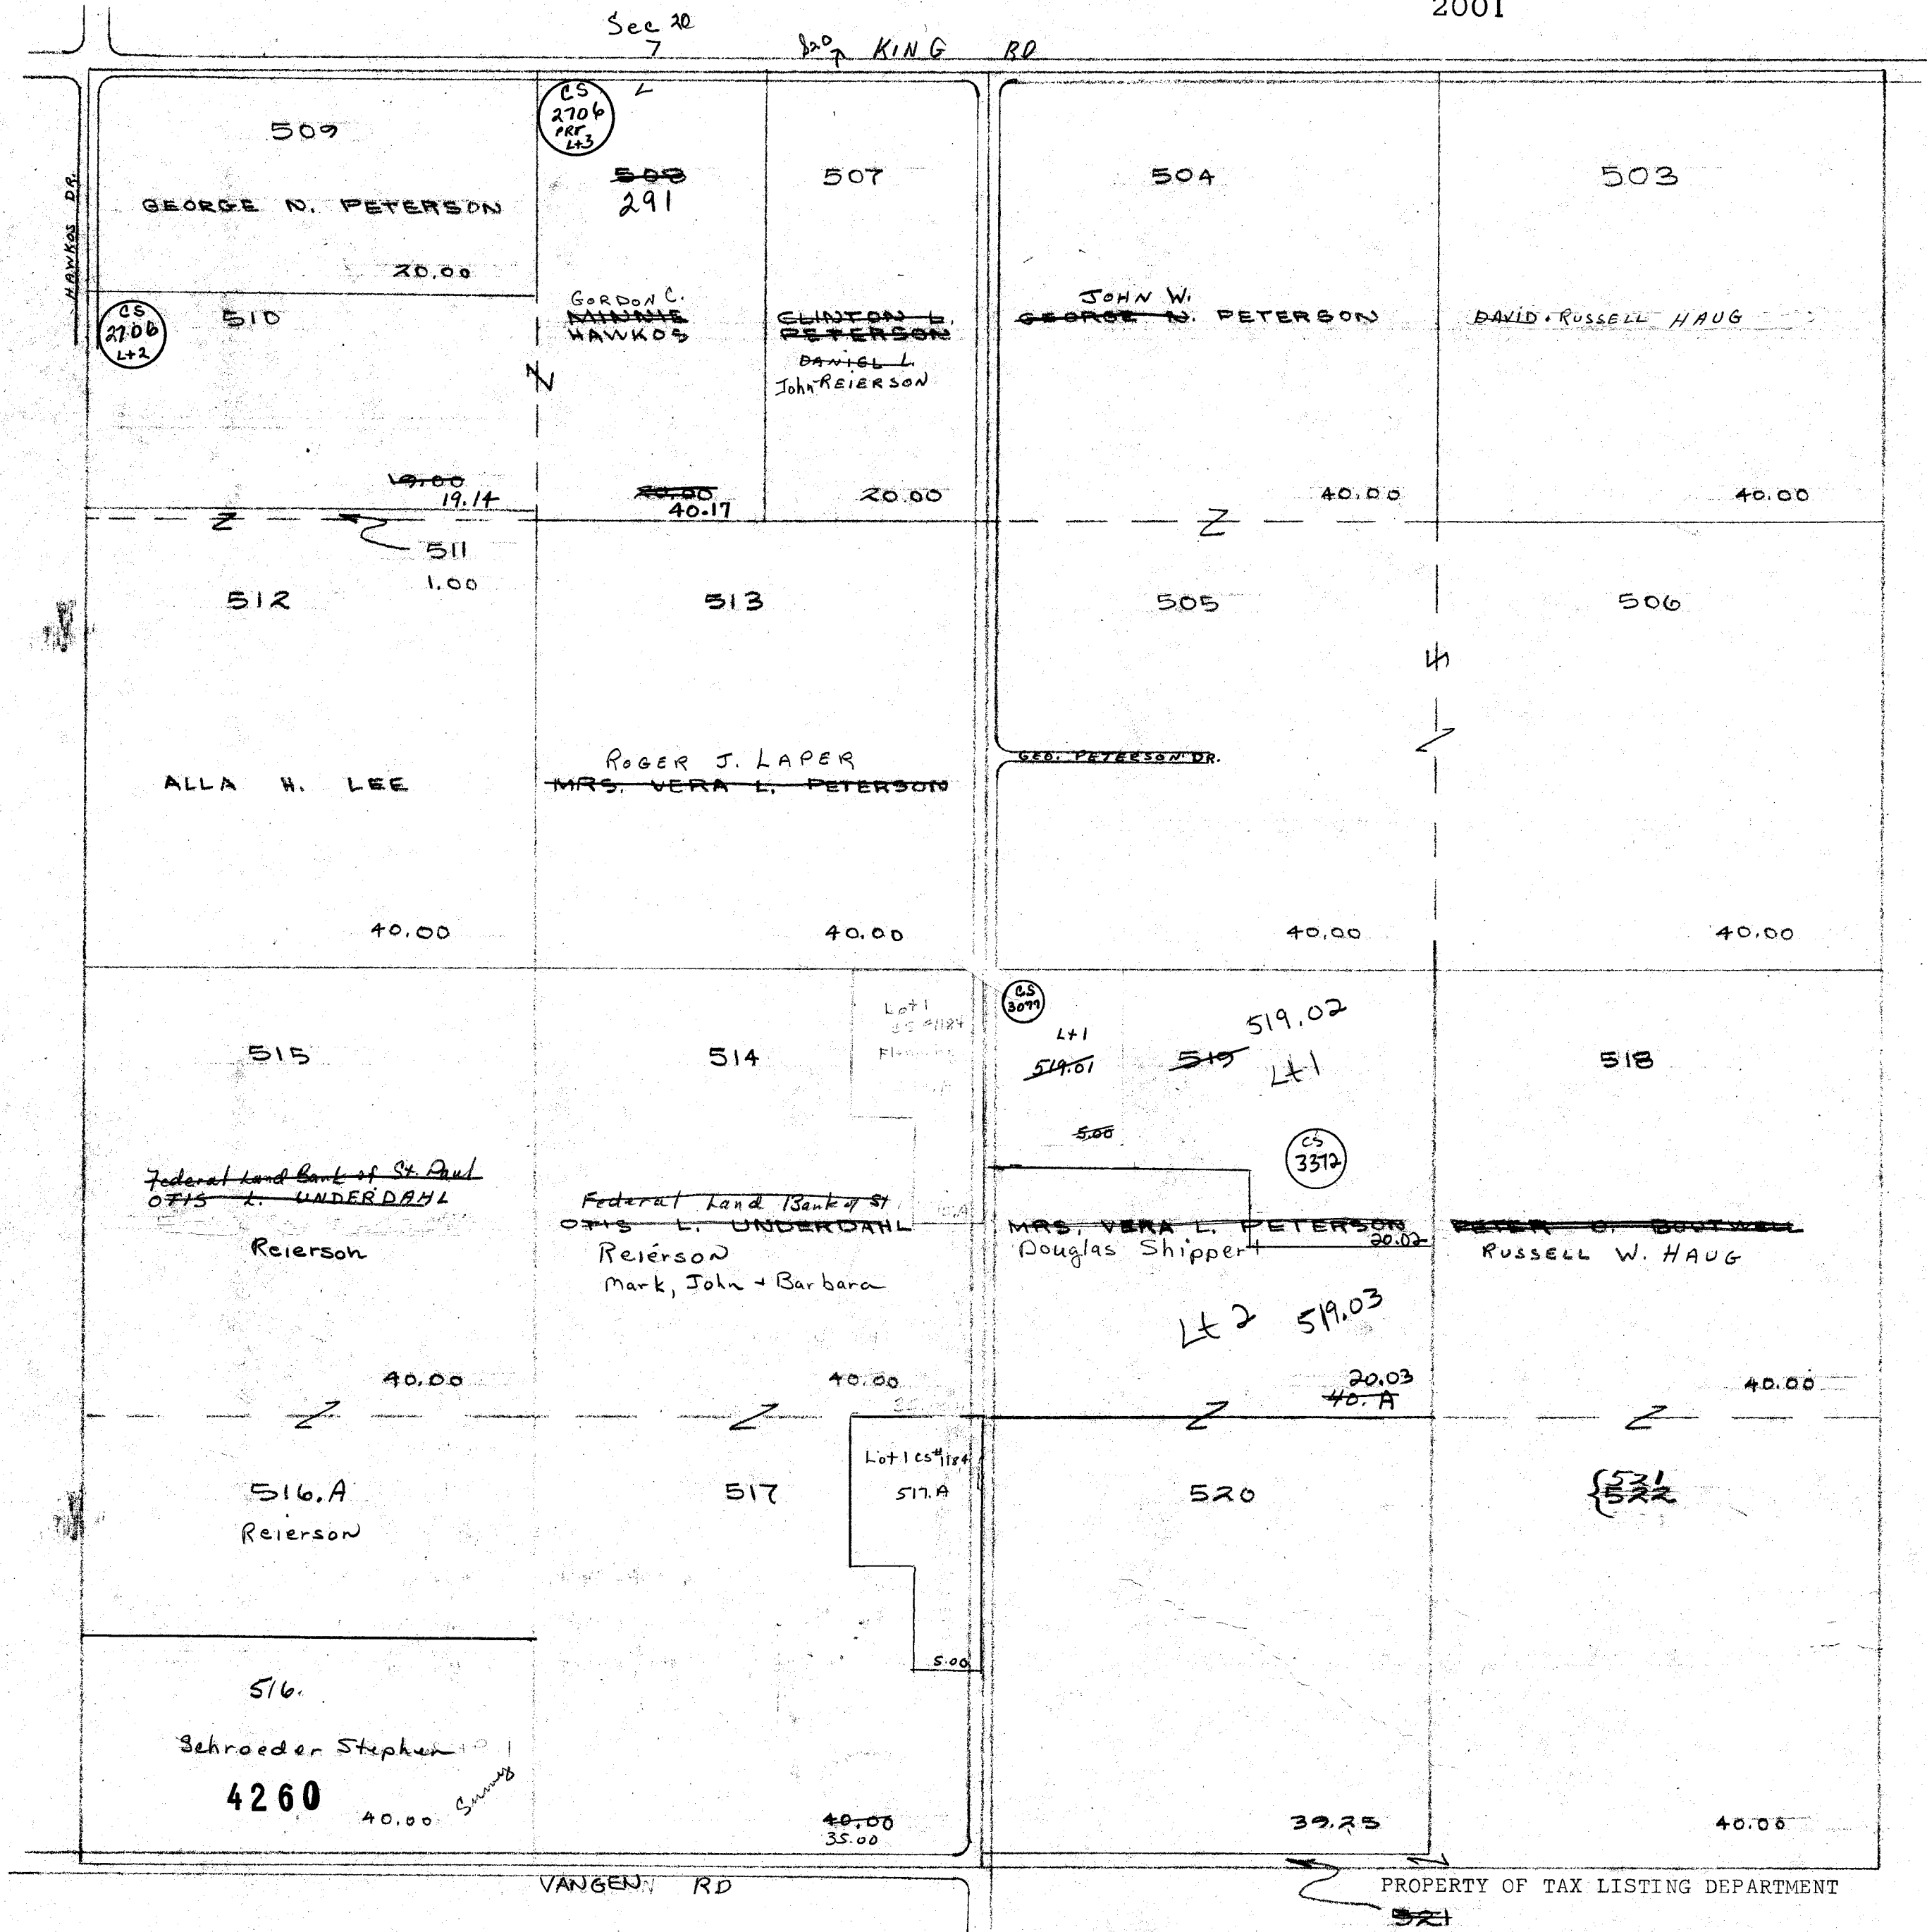 2001
Sec 20
7
KING RD
HAWKOS DR.
509
GEORGE N. PETERSON
20.00
CS
2706
PRT
Lt3
508
291
GORDON C.
MINNIE
HAWKOS
20.00
40.17
507
CLINTON L.
PETERSON
DANIEL L.
John REIERSON
20.00
504
JOHN W.
GEORGE N. PETERSON
40.00
503
DAVID RUSSELL HAUG
40.00
CS
2706
Lt2
510
19.00
19.14
Z
511
1.00
512
ALLA H. LEE
40.00
513
ROGER J. LAPER
MRS. VERA L. PETERSON
40.00
Z
505
GEO. PETERSON DR.
40.00
506
40.00
515
Federal Land Bank of St. Paul
OTIS L. UNDERDAHL
Reierson
40.00
Z
514
Lot 1
CS #1184
Federal Land Bank of St.
OTIS L. UNDERDAHL
Reierson
Mark, John + Barbara
40.00
Z
CS
3077
Lt1
519.01
5.00
519
519.02
Lt1
CS
3372
MRS. VERA L. PETERSON
20.02
Douglas Shippert
Lt 2 519.03
20.03
40. A
Z
518
PETER O. BOUTWELL
RUSSELL W. HAUG
40.00
Z
516.A
Reierson
516.
Schroeder Stephen
4260
40.00
Survey
517
Lot 1 CS #1184
517.A
5.00
40.00
35.00
520
39.25
521
522
40.00
VANGEN RD
PROPERTY OF TAX LISTING DEPARTMENT
521